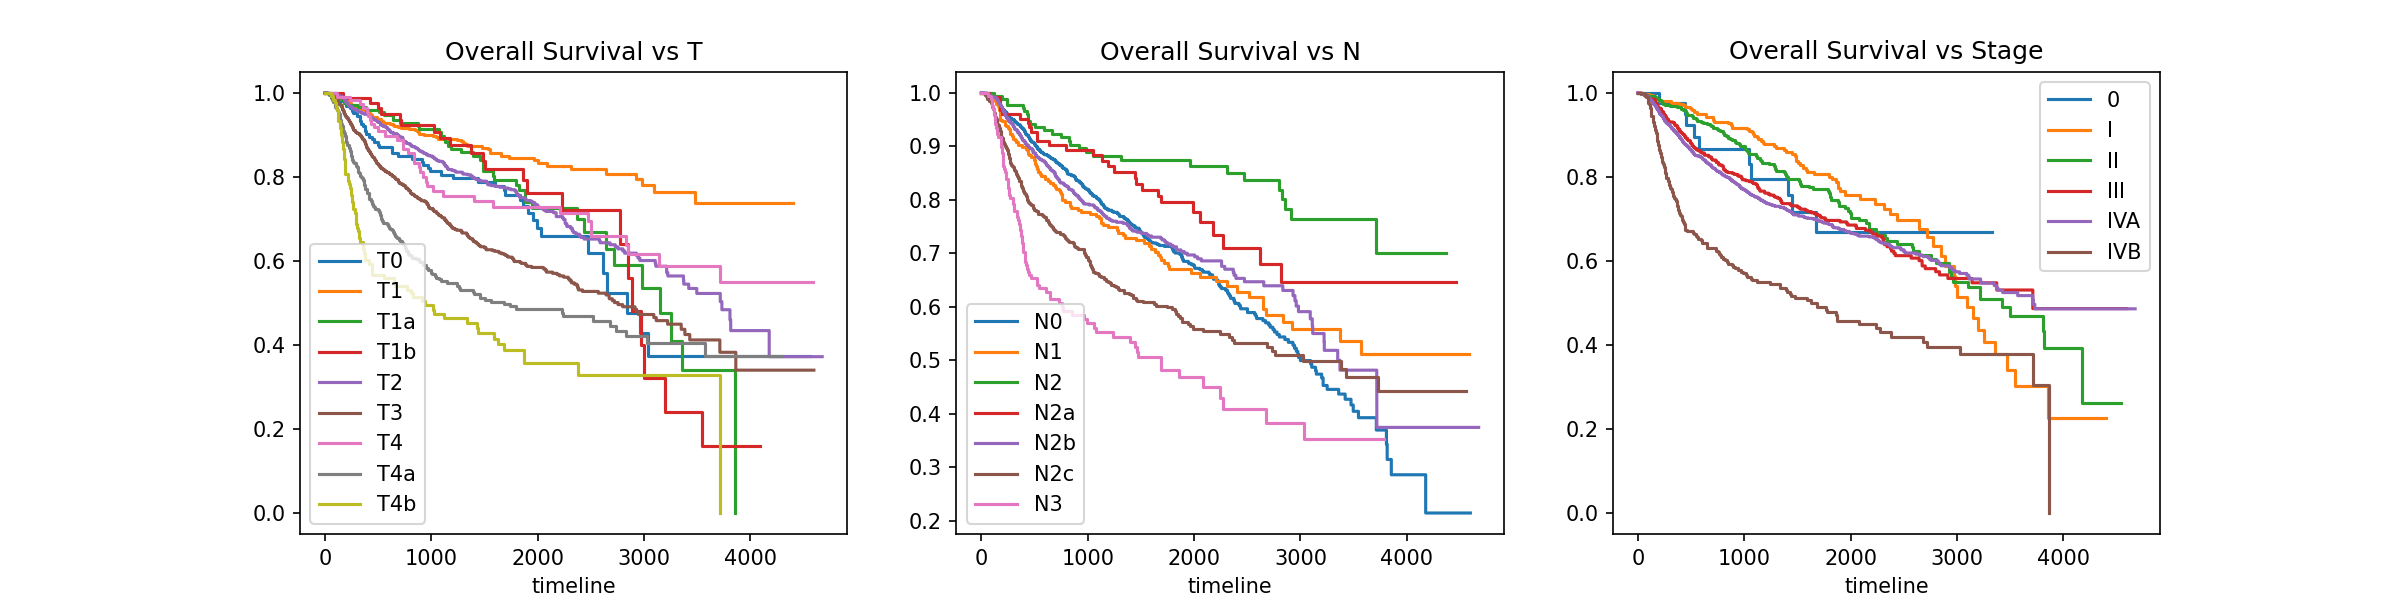 Overall Survival vs T
1.0
0.8
0.6
0.4
0.2
0.0
T0
T1
T1a
T1b
T2
T3
T4
T4a
T4b
0 1000 2000 3000 4000
timeline
Overall Survival vs N
1.0
0.9
0.8
0.7
0.6
0.5
0.4
0.3
0.2
N0
N1
N2
N2a
N2b
N2c
N3
0 1000 2000 3000 4000
timeline
Overall Survival vs Stage
1.0
0.8
0.6
0.4
0.2
0.0
0
I
II
III
IVA
IVB
0 1000 2000 3000 4000
timeline